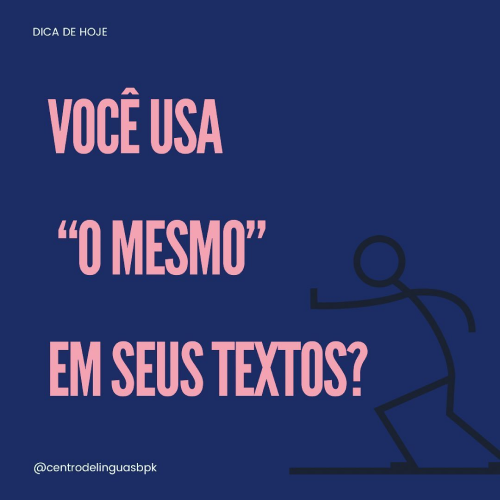 DICA DE HOJE
VOCÊ USA
“O MESMO”
EM SEUS TEXTOS?
@centrodelinguasbpk